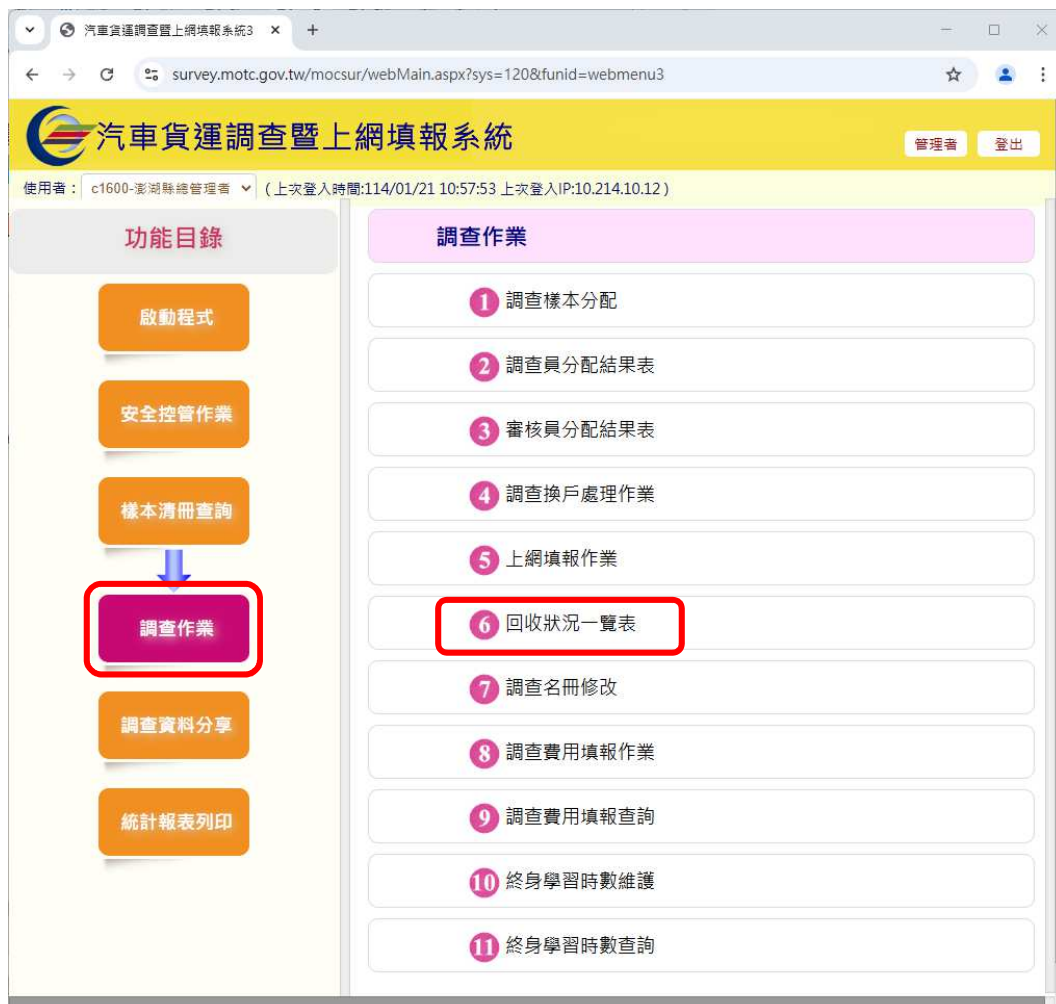 汽車貨運調查暨上網填報系統3
survey.motc.gov.tw/mocsur/webMain.aspx?sys=120&funid=webmenu3
汽車貨運調查暨上網填報系統
管理者 登出
使用者： c1600-澎湖縣總管理者 (上次登入時間:114/01/21 10:57:53 上次登入IP:10.214.10.12)
功能目錄
啟動程式
安全控管作業
樣本清冊查詢
調查作業
調查資料分享
統計報表列印
調查作業
1 調查樣本分配
2 調查員分配結果表
3 審核員分配結果表
4 調查換戶處理作業
5 上網填報作業
6 回收狀況一覽表
7 調查名冊修改
8 調查費用填報作業
9 調查費用填報查詢
10 終身學習時數維護
11 終身學習時數查詢